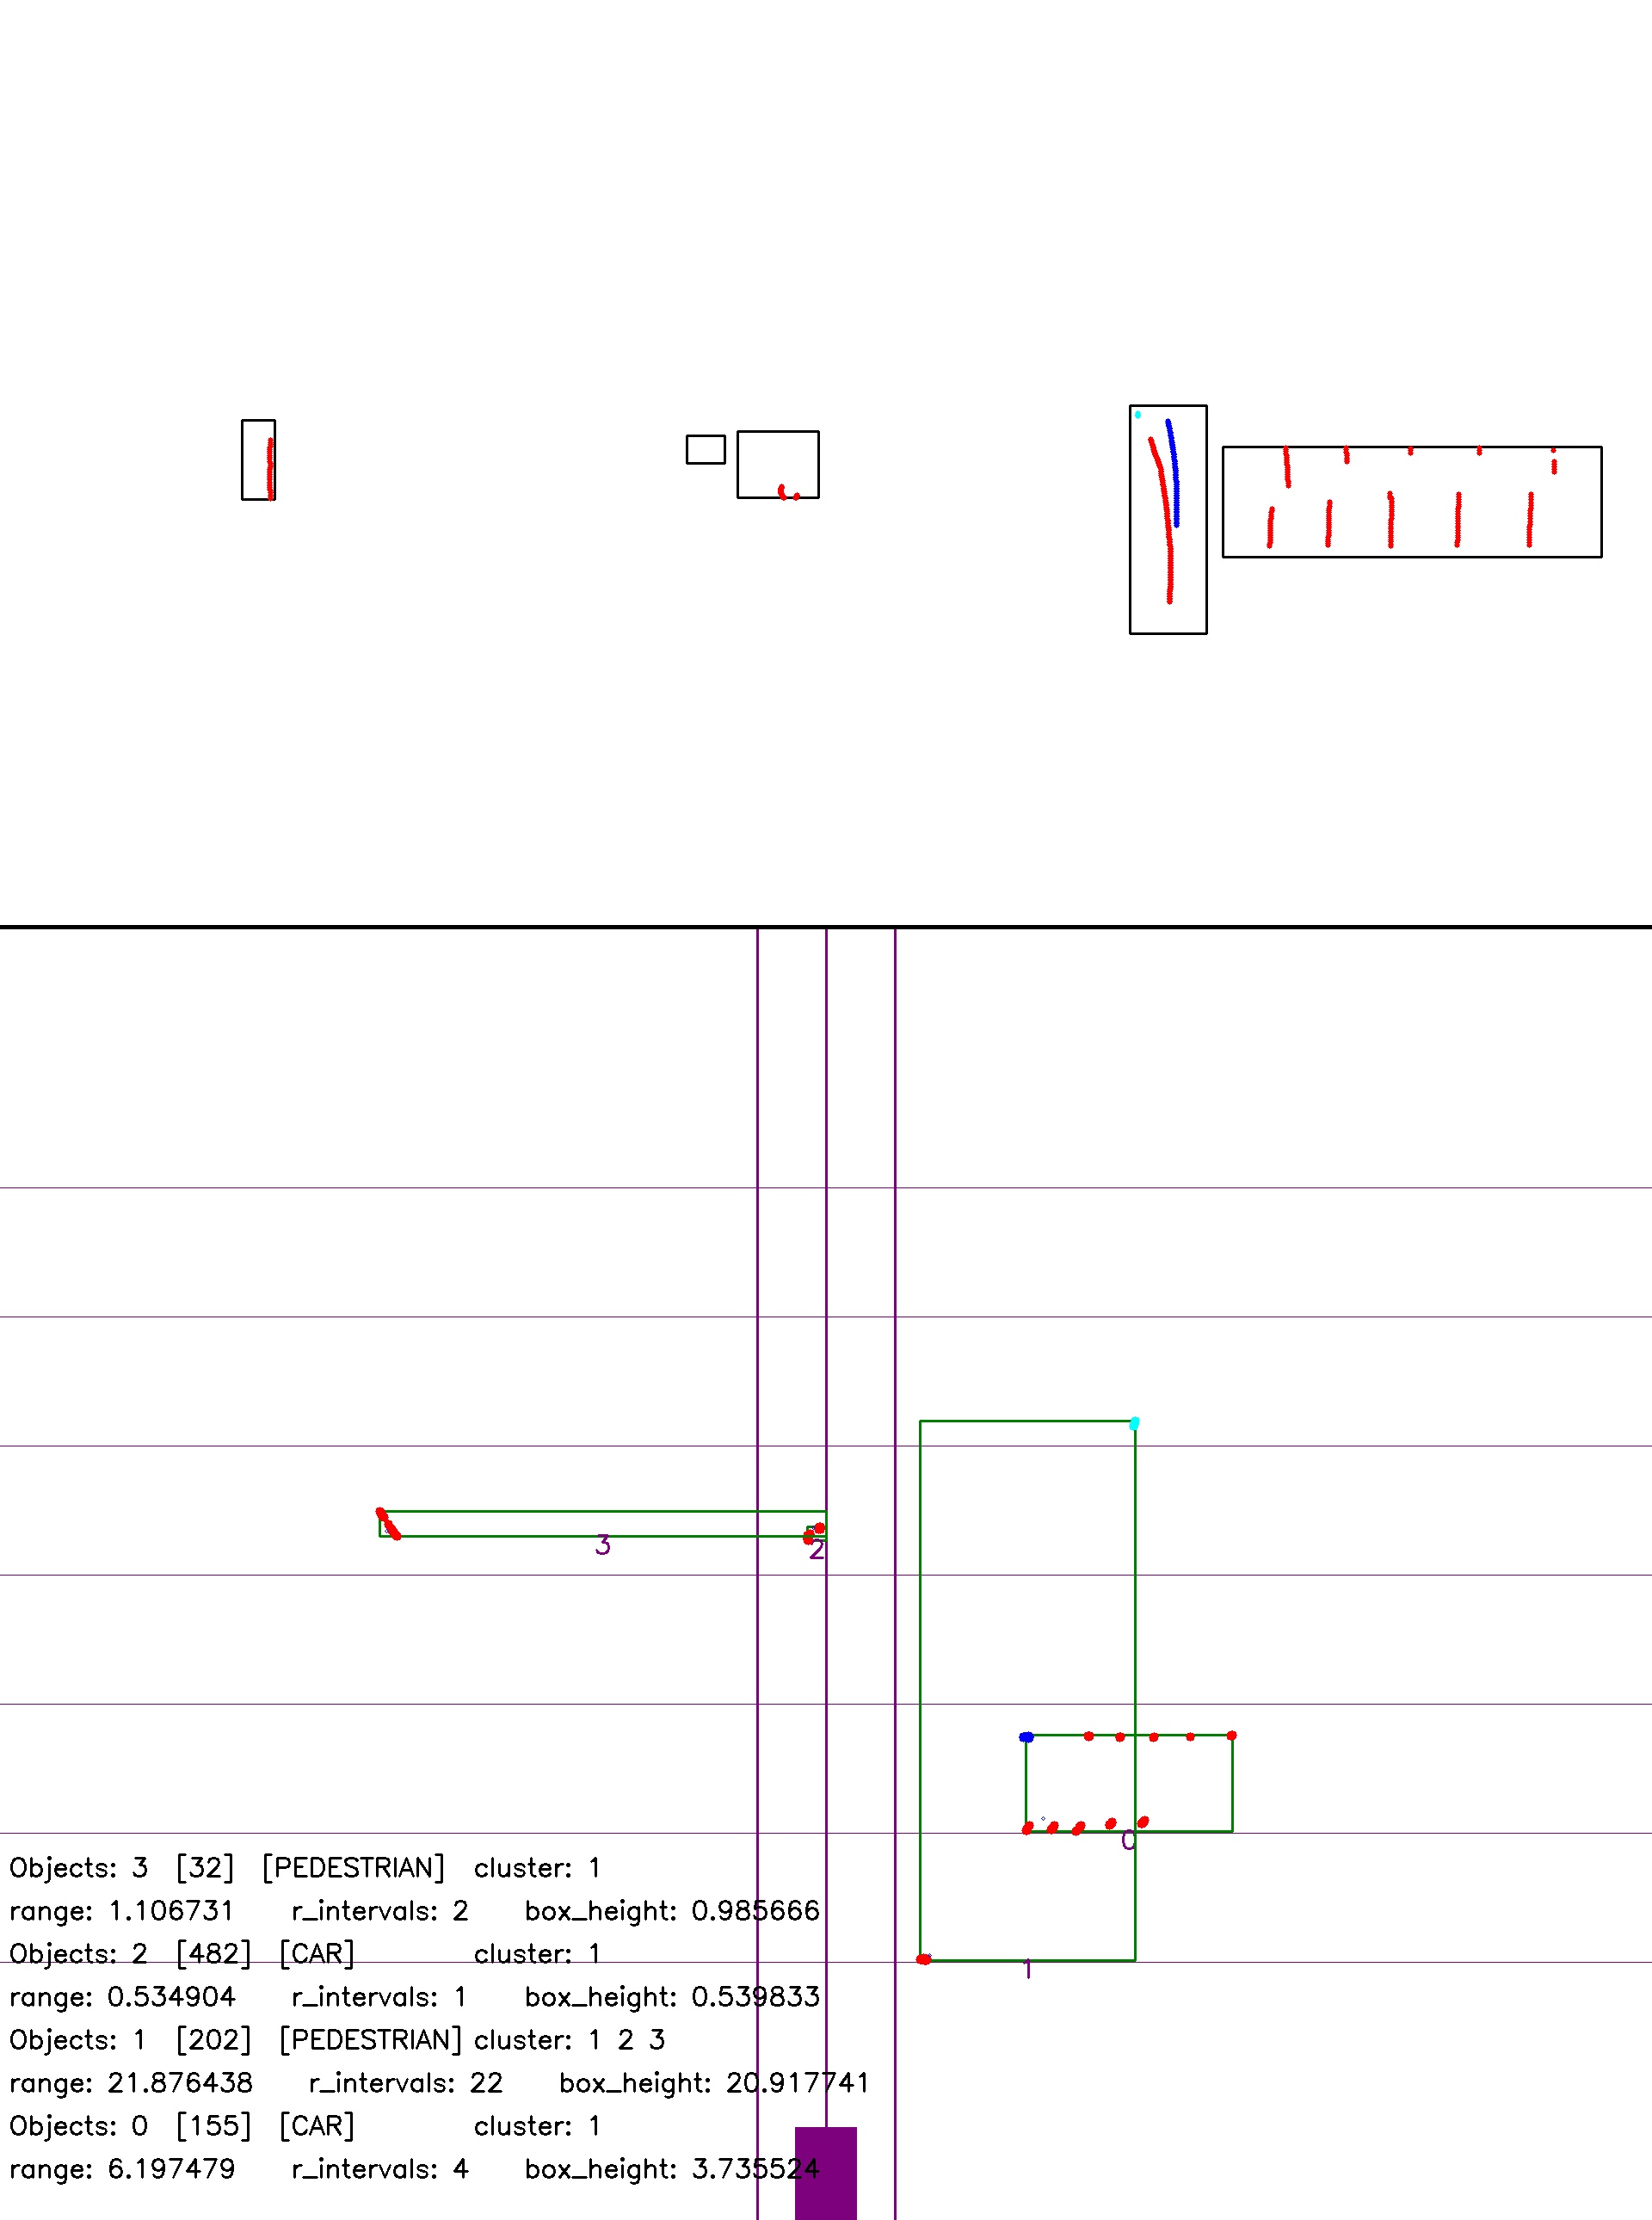 3
2
0
1
Objects: 3 [32] [PEDESTRIAN] cluster: 1
range: 1.106731 r_intervals: 2 box_height: 0.985666
Objects: 2 [482] [CAR] cluster: 1
range: 0.534904 r_intervals: 1 box_height: 0.539833
Objects: 1 [202] [PEDESTRIAN] cluster: 1 2 3
range: 21.876438 r_intervals: 22 box_height: 20.917741
Objects: 0 [155] [CAR] cluster: 1
range: 6.197479 r_intervals: 4 box_height: 3.735524